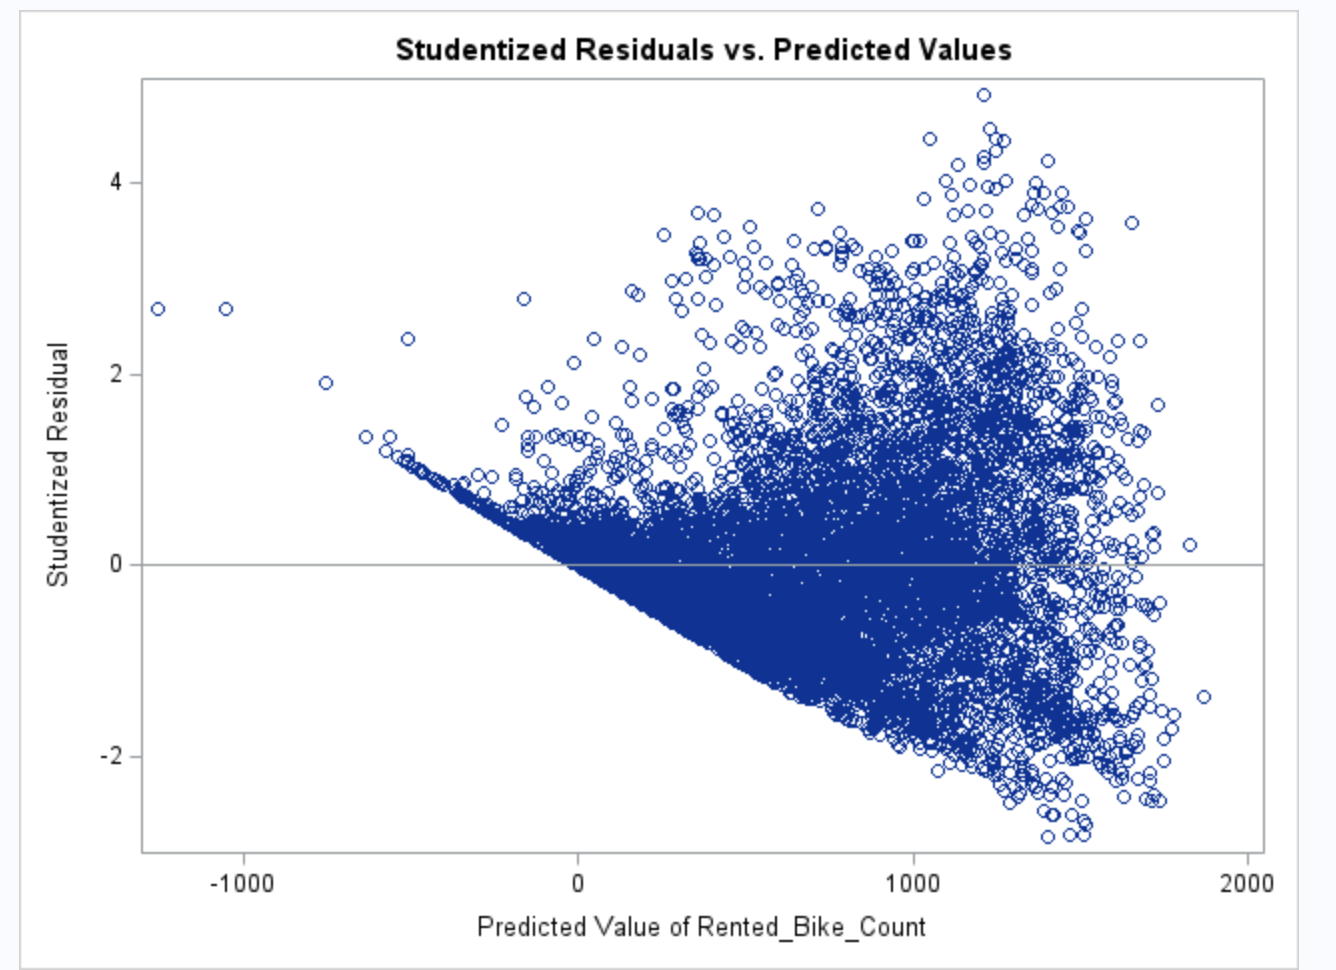 Studentized Residuals vs. Predicted Values
4
2
0
-2
Studentized Residual
-1000 0 1000 2000
Predicted Value of Rented_Bike_Count